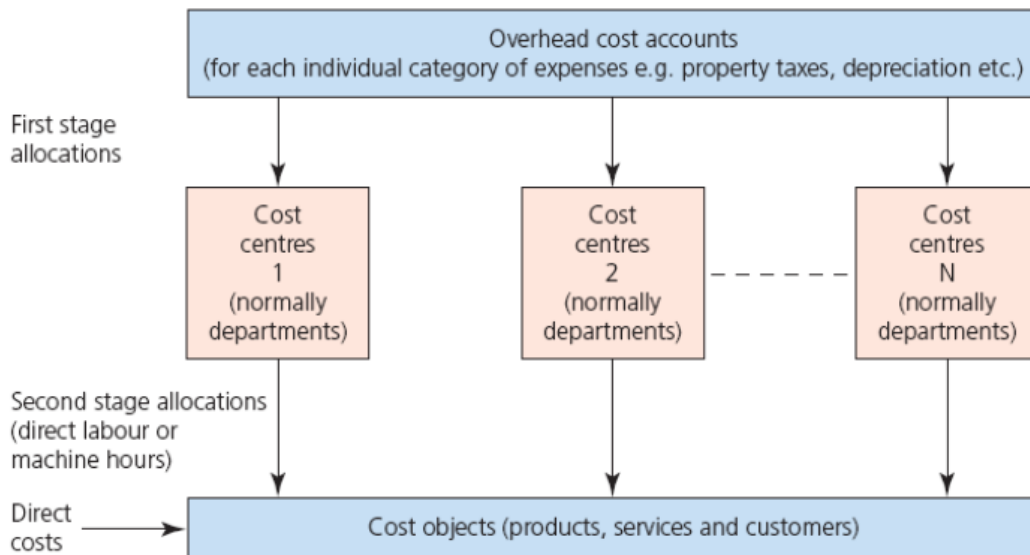 Overhead cost accounts
(for each individual category of expenses e.g. property taxes, depreciation etc.)
First stage
allocations
Cost
centres
1
(normally
departments)
Cost
centres
2
(normally
departments)
Cost
centres
N
(normally
departments)
Second stage allocations
(direct labour or
machine hours)
Direct
costs
Cost objects (products, services and customers)